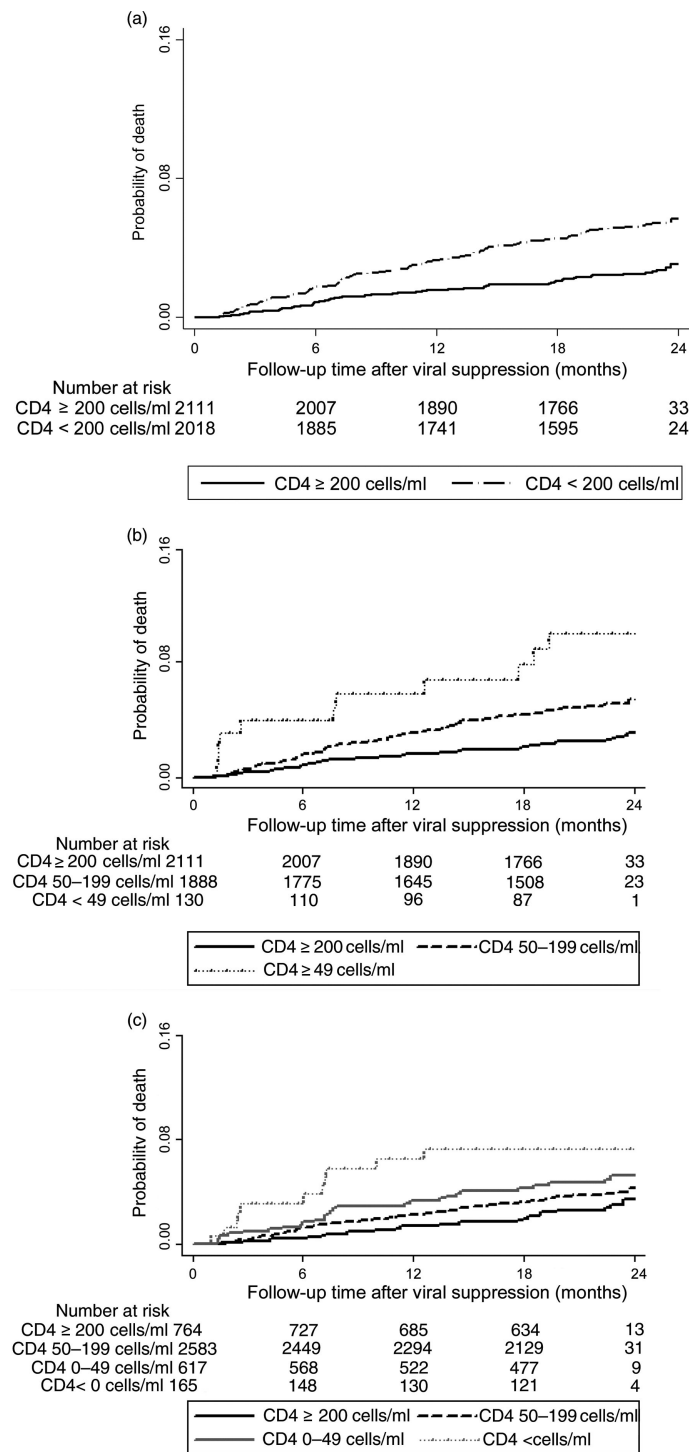 (a)
0.16
0.08
0.00
Probability of death
0 6 12 18 24
Follow-up time after viral suppression (months)
Number at risk
CD4 ≥ 200 cells/ml 2111 2007 1890 1766 33
CD4 < 200 cells/ml 2018 1885 1741 1595 24
CD4 ≥ 200 cells/ml CD4 < 200 cells/ml
(b)
0.16
0.08
0.00
Probability of death
0 6 12 18 24
Follow-up time after viral suppression (months)
Number at risk
CD4 ≥ 200 cells/ml 2111 2007 1890 1766 33
CD4 50–199 cells/ml 1888 1775 1645 1508 23
CD4 < 49 cells/ml 130 110 96 87 1
CD4 ≥ 200 cells/ml CD4 50–199 cells/ml
CD4 ≥ 49 cells/ml
(c)
0.16
0.08
0.00
Probability of death
0 6 12 18 24
Follow-up time after viral suppression (months)
Number at risk
CD4 ≥ 200 cells/ml 764 727 685 634 13
CD4 50–199 cells/ml 2583 2449 2294 2129 31
CD4 0–49 cells/ml 617 568 522 477 9
CD4< 0 cells/ml 165 148 130 121 4
CD4 ≥ 200 cells/ml CD4 50–199 cells/ml
CD4 0–49 cells/ml CD4 <cells/ml